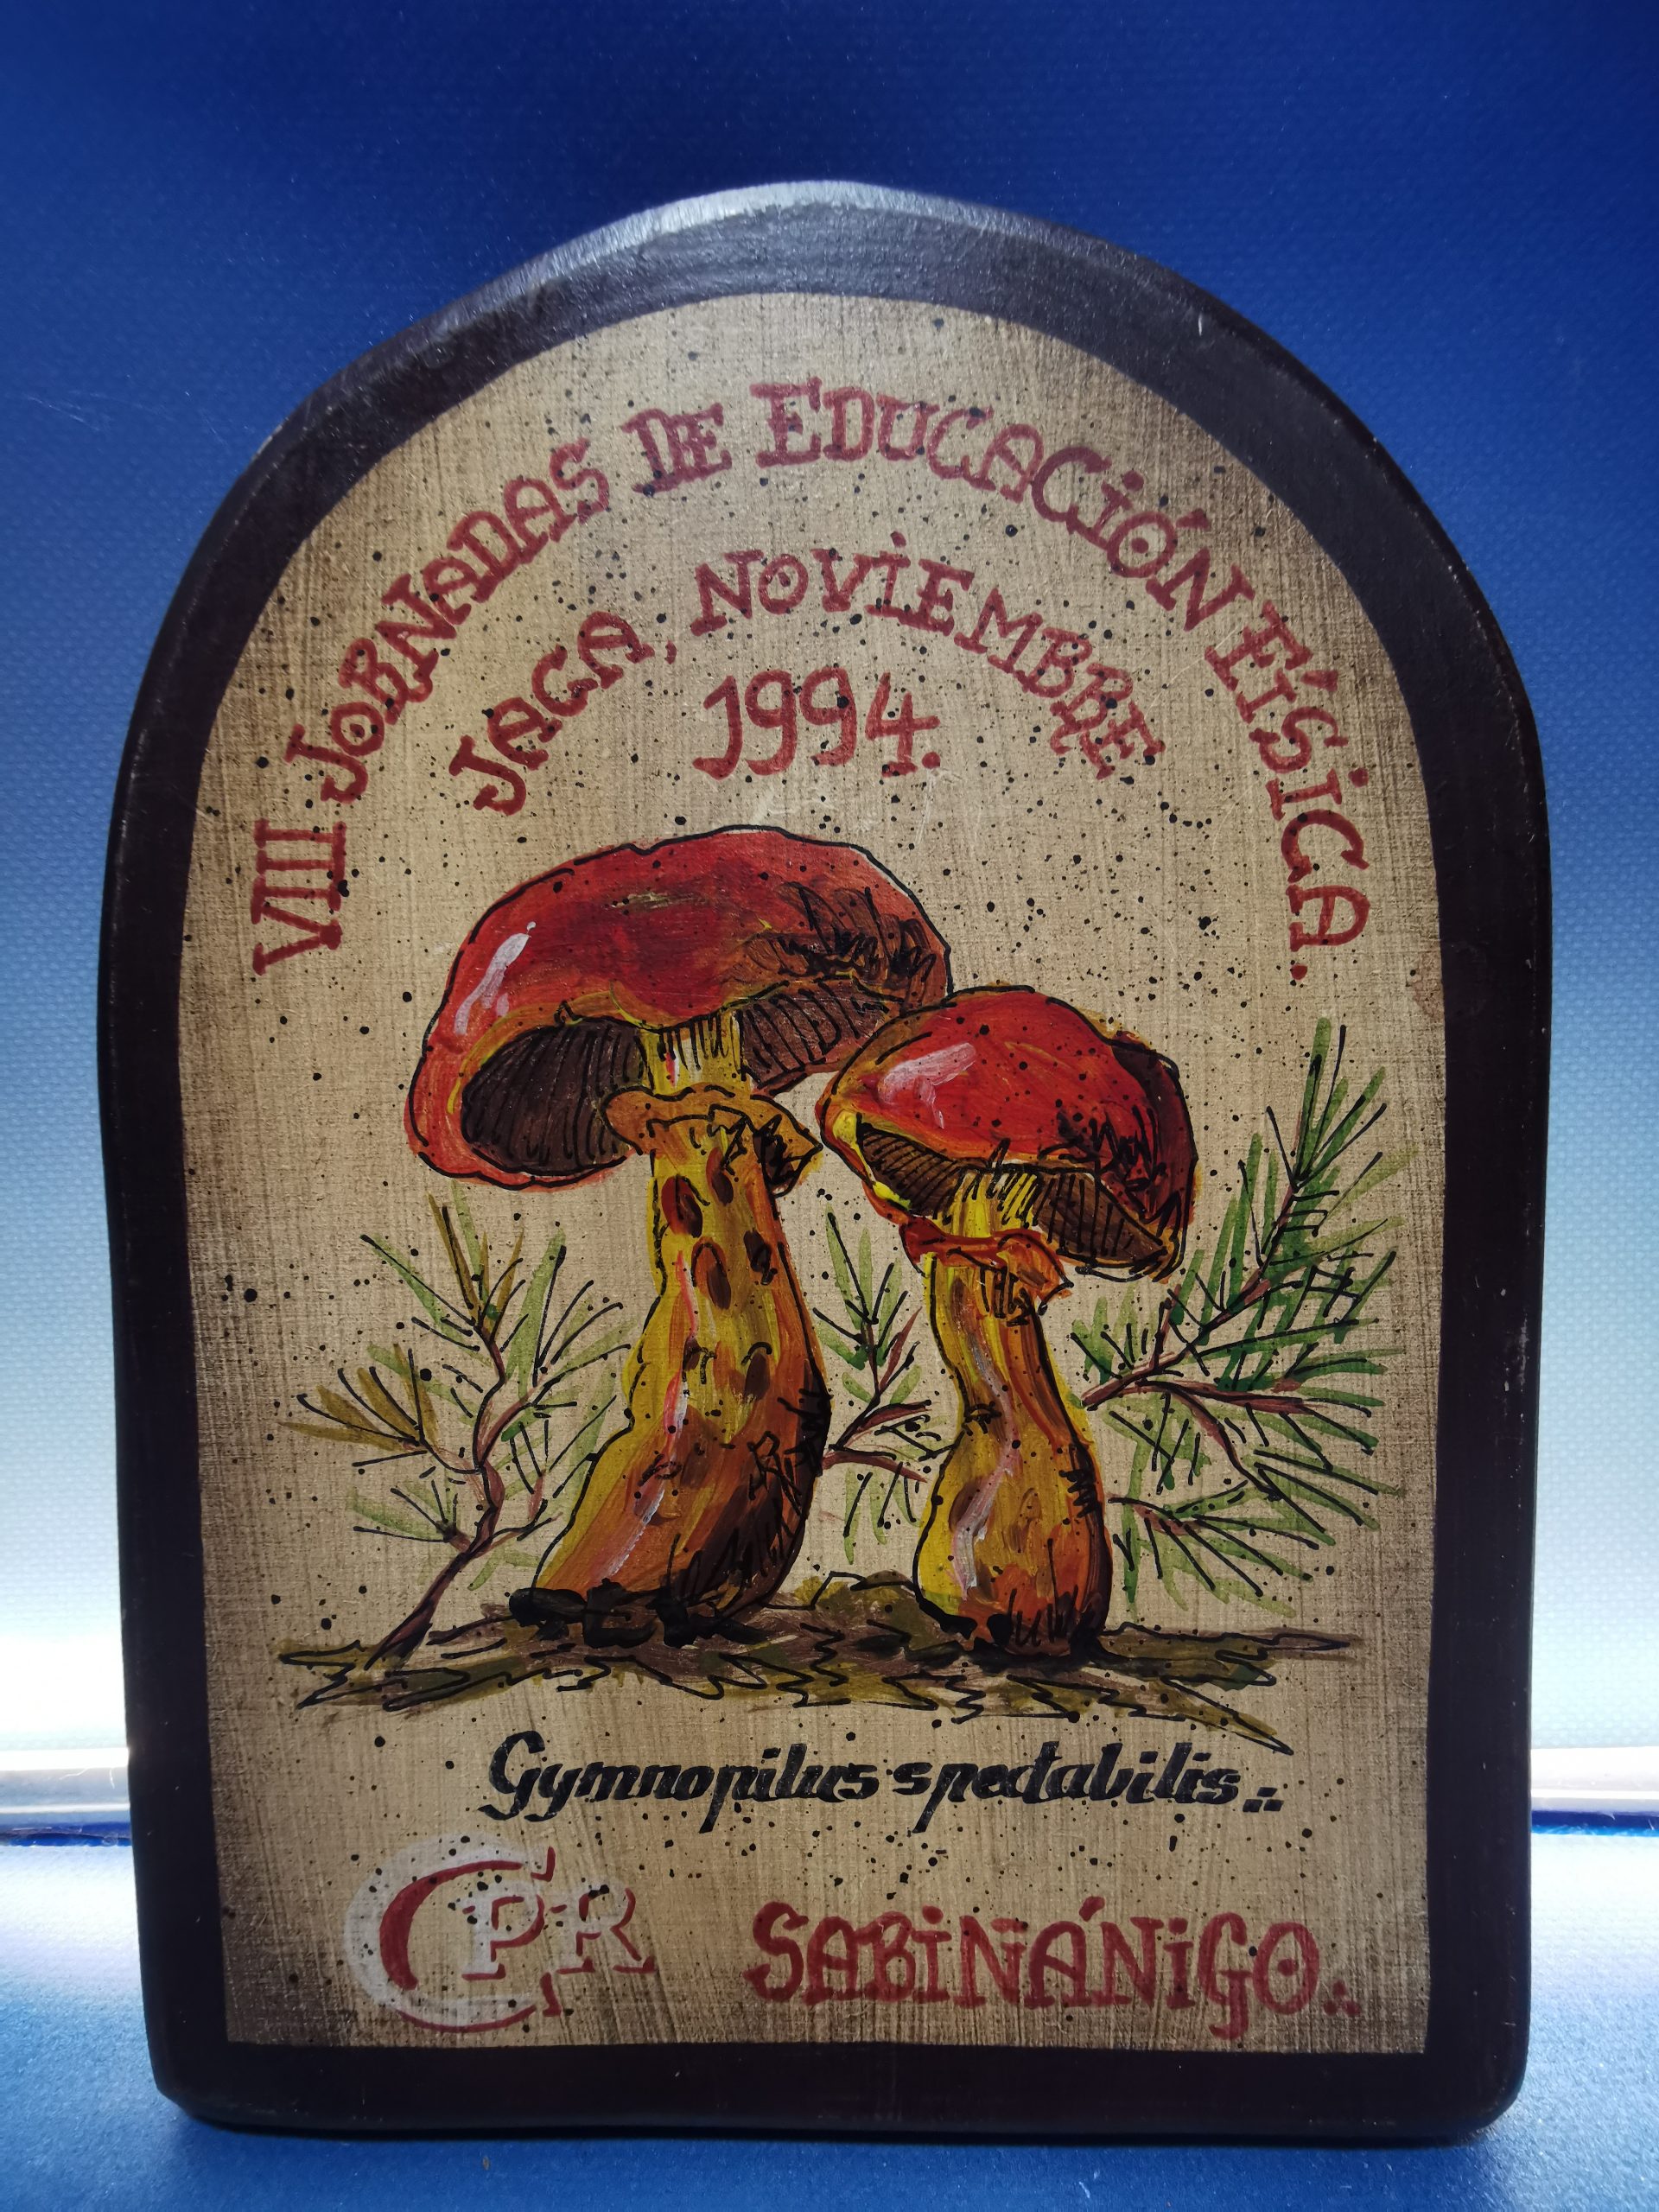 VIII JORNADAS DE EDUCACIÓN FÍSICA.
JACA, NOVIEMBRE
1994.
Gymnopilus spectabilis..
CPR SABIÑÁNIGO.